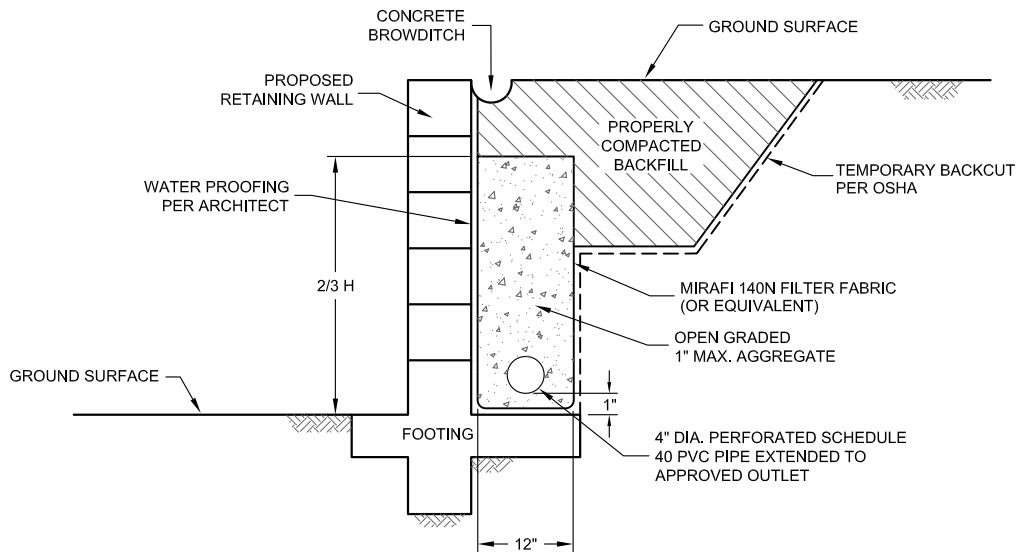 CONCRETE
BROWDITCH
GROUND SURFACE
PROPOSED
RETAINING WALL
PROPERLY
COMPACTED
BACKFILL
TEMPORARY BACKCUT
PER OSHA
WATER PROOFING
PER ARCHITECT
2/3 H
MIRAFI 140N FILTER FABRIC
(OR EQUIVALENT)
OPEN GRADED
1" MAX. AGGREGATE
GROUND SURFACE
1"
FOOTING
4" DIA. PERFORATED SCHEDULE
40 PVC PIPE EXTENDED TO
APPROVED OUTLET
12"